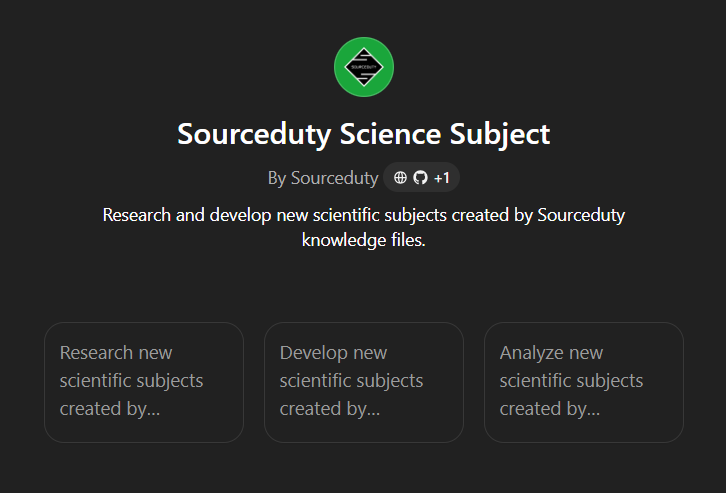 SOURCEDUTY
Sourceduty Science Subject
By Sourceduty +1
Research and develop new scientific subjects created by Sourceduty
knowledge files.
Research new
scientific subjects
created by...
Develop new
scientific subjects
created by...
Analyze new
scientific subjects
created by...